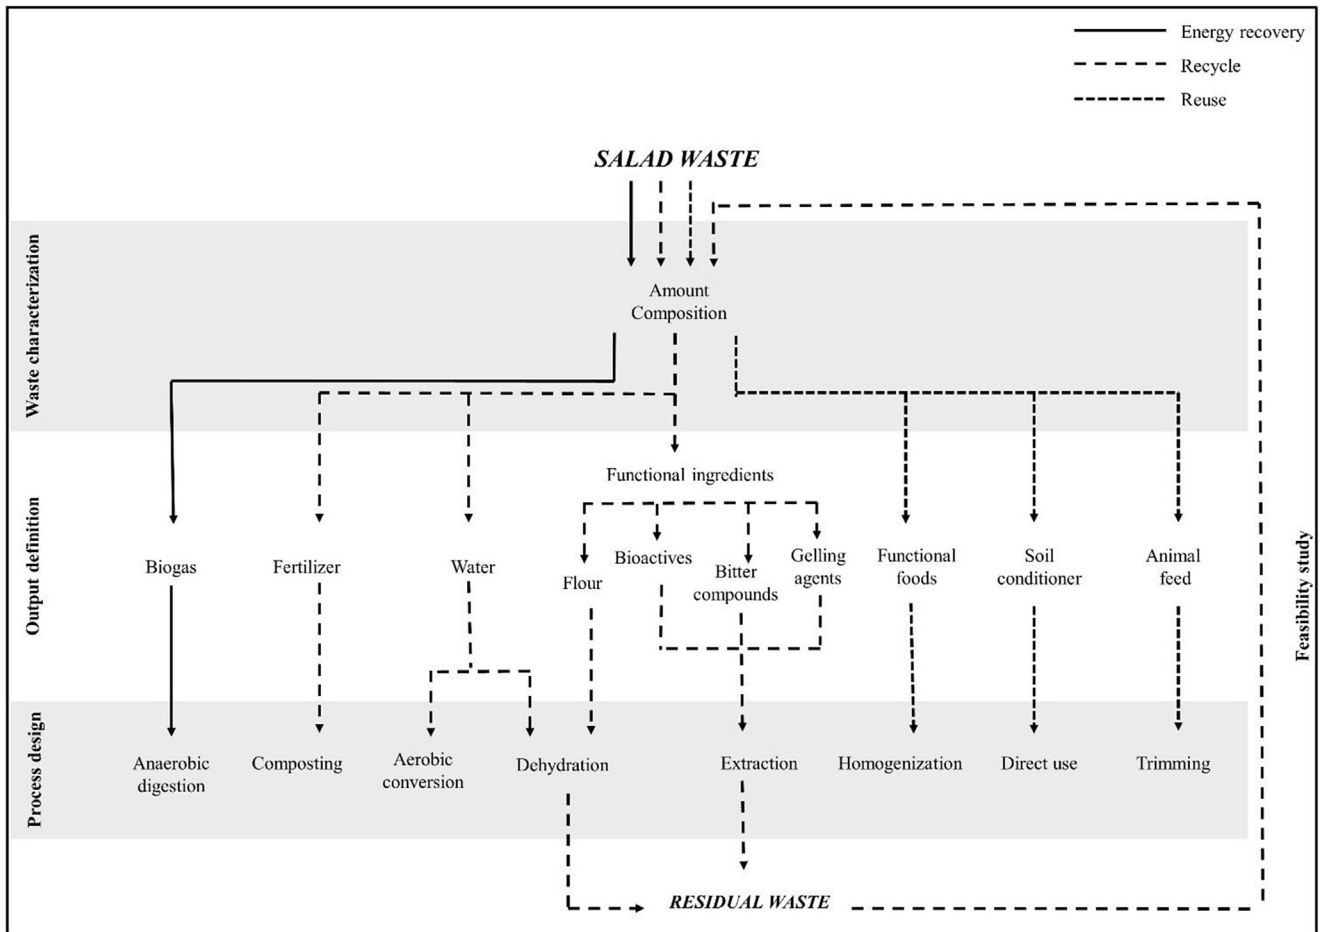 Energy recovery
Recycle
Reuse
SALAD WASTE
Waste characterization
Amount
Composition
Output definition
Functional ingredients
Biogas
Fertilizer
Water
Flour
Bioactives
Bitter
compounds
Gelling
agents
Functional
foods
Soil
conditioner
Animal
feed
Feasibility study
Process design
Anaerobic
digestion
Composting
Aerobic
conversion
Dehydration
Extraction
Homogenization
Direct use
Trimming
RESIDUAL WASTE